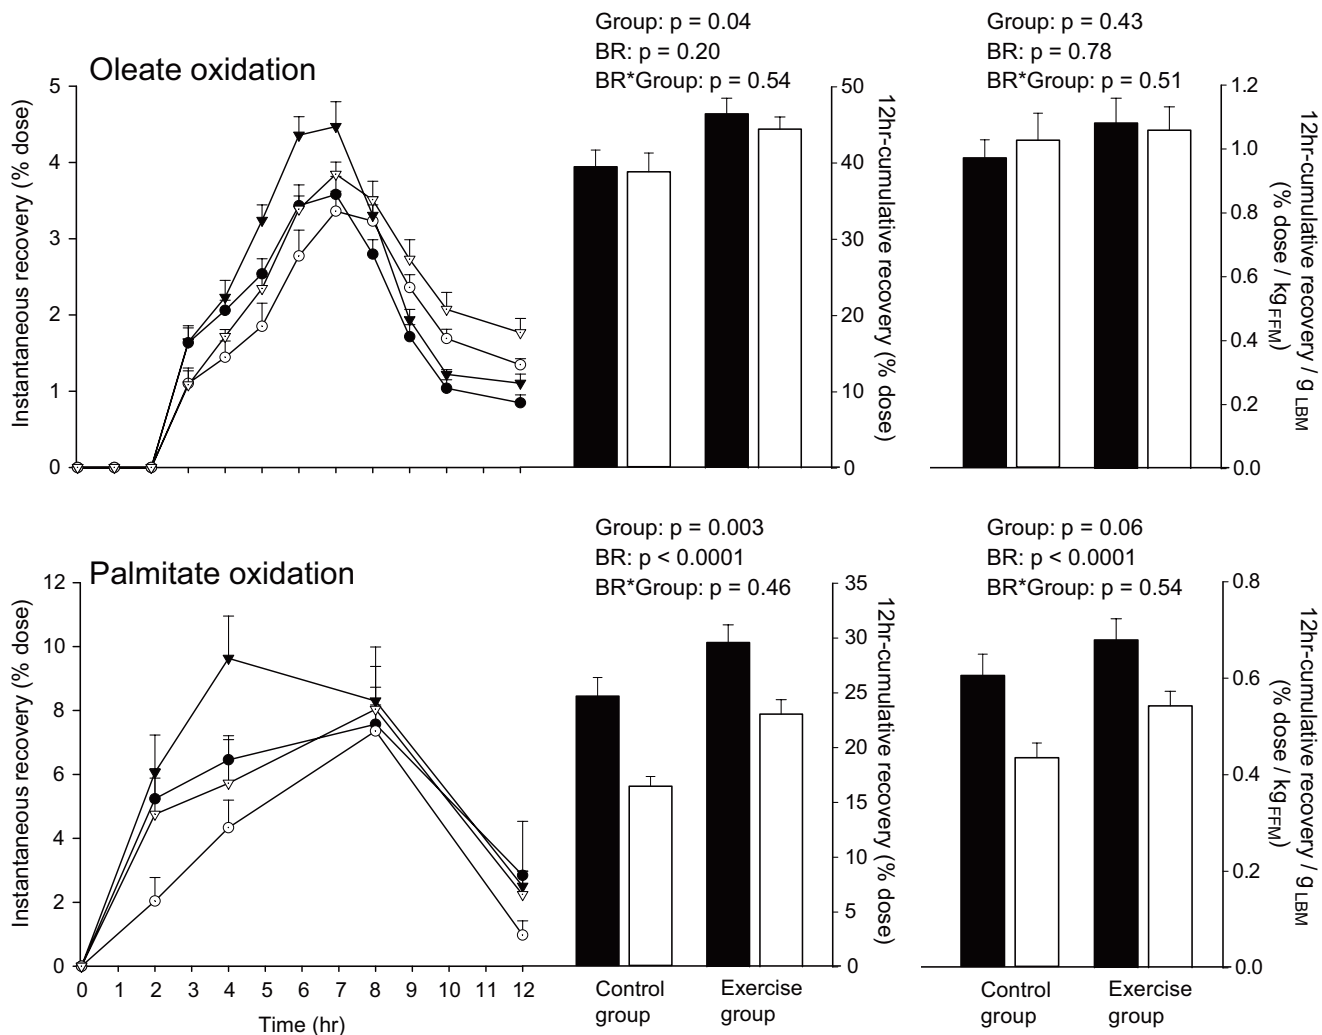 Oleate oxidation
Instantaneous recovery (% dose)
5
4
3
2
1
0
Group: p = 0.04
BR: p = 0.20
BR*Group: p = 0.54
50
40
30
20
10
0
12hr-cumulative recovery (% dose)
Group: p = 0.43
BR: p = 0.78
BR*Group: p = 0.51
1.2
1.0
0.8
0.6
0.4
0.2
0.0
12hr-cumulative recovery / g LBM
(% dose / kg FFM)
Palmitate oxidation
Instantaneous recovery (% dose)
12
10
8
6
4
2
0
0 1 2 3 4 5 6 7 8 9 10 11 12
Time (hr)
Group: p = 0.003
BR: p < 0.0001
BR*Group: p = 0.46
35
30
25
20
15
10
5
0
12hr-cumulative recovery (% dose)
Control Exercise
group group
Group: p = 0.06
BR: p < 0.0001
BR*Group: p = 0.54
0.8
0.6
0.4
0.2
0.0
12hr-cumulative recovery / g LBM
(% dose / kg FFM)
Control Exercise
group group